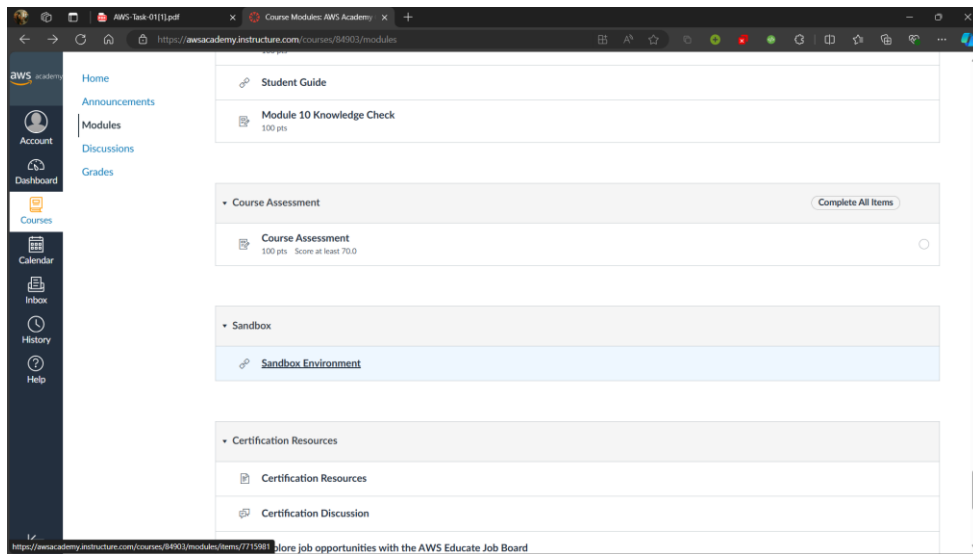 AWS-Task-01[1].pdf
Course Modules: AWS Academy
https://awsacademy.instructure.com/courses/84903/modules
aws academy
Account
Dashboard
Courses
Calendar
Inbox
History
Help
Home
Announcements
Modules
Discussions
Grades
Student Guide
Module 10 Knowledge Check
100 pts
Course Assessment
Complete All Items
Course Assessment
100 pts Score at least 70.0
Sandbox
Sandbox Environment
Certification Resources
Certification Resources
Certification Discussion
plore job opportunities with the AWS Educate Job Board
https://awsacademy.instructure.com/courses/84903/modules/items/7715981